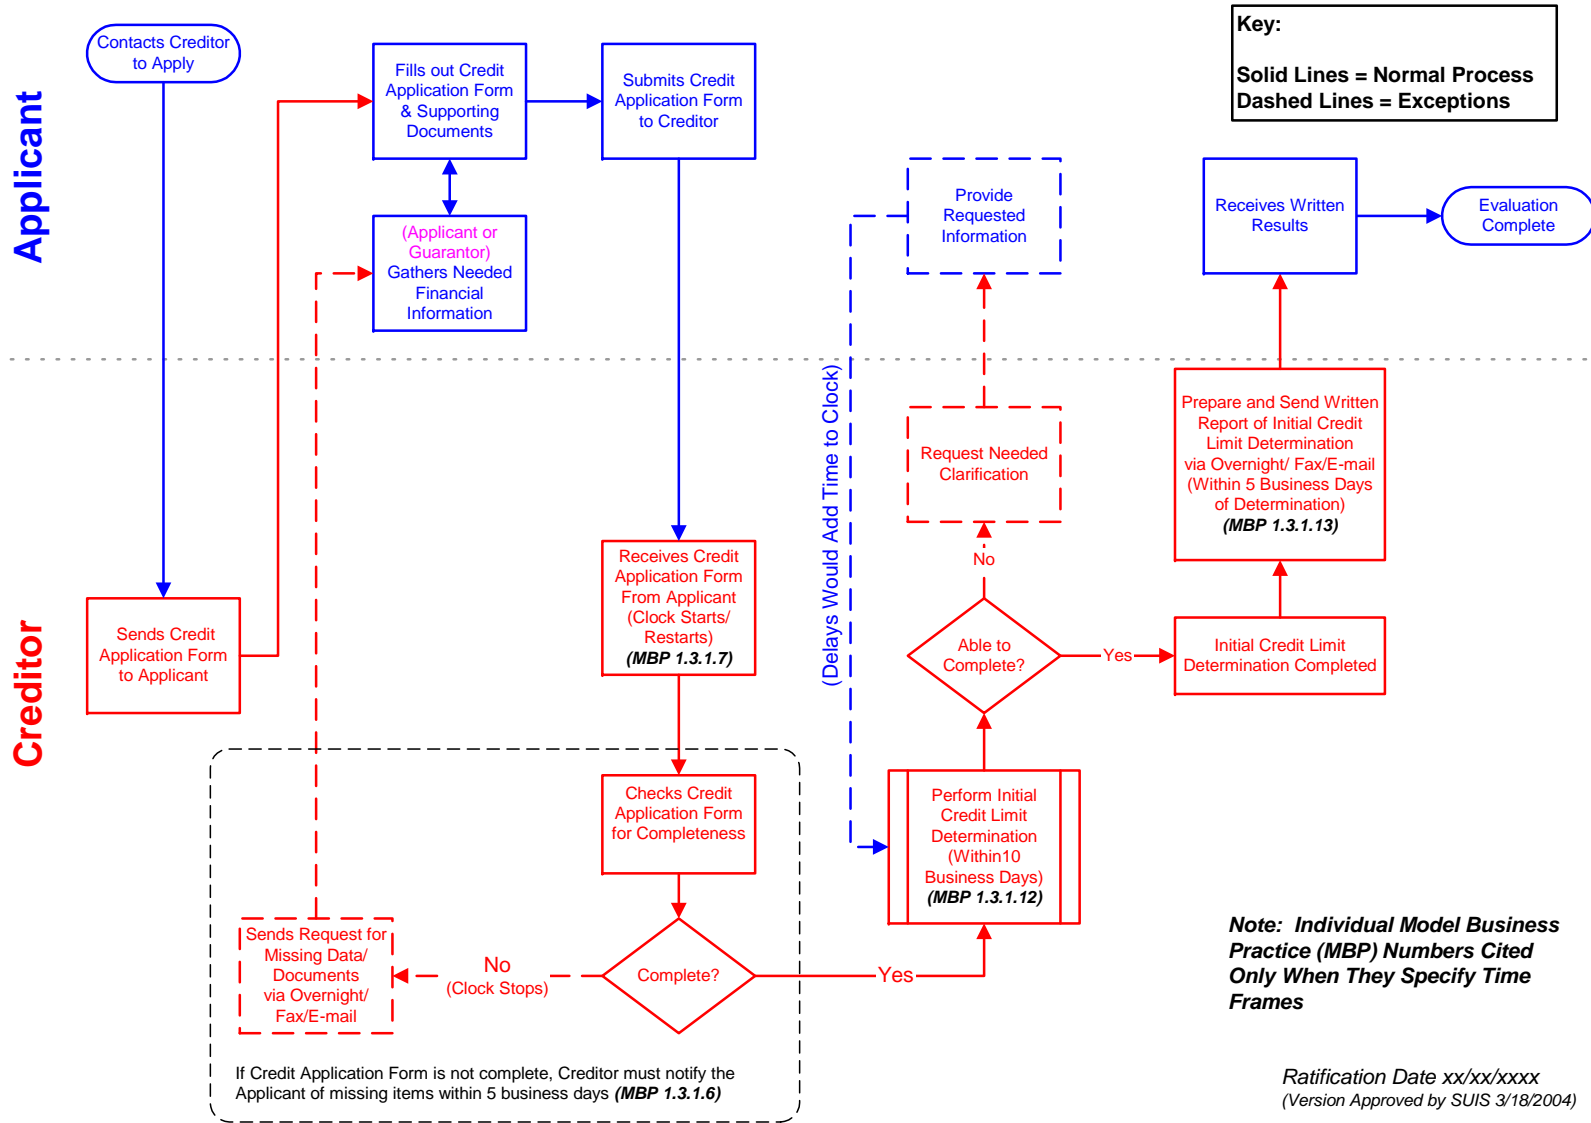 Key:
Solid Lines = Normal Process
Dashed Lines = Exceptions
Applicant
Contacts Creditor
to Apply
Fills out Credit
Application Form
& Supporting
Documents
Submits Credit
Application Form
to Creditor
(Applicant or
Guarantor)
Gathers Needed
Financial
Information
Provide
Requested
Information
Receives Written
Results
Evaluation
Complete
Creditor
Sends Credit
Application Form
to Applicant
Receives Credit
Application Form
From Applicant
(Clock Starts/
Restarts)
(MBP 1.3.1.7)
Checks Credit
Application Form
for Completeness
Complete?
No
(Clock Stops)
Sends Request for
Missing Data/
Documents
via Overnight/
Fax/E-mail
If Credit Application Form is not complete, Creditor must notify the
Applicant of missing items within 5 business days (MBP 1.3.1.6)
Yes
(Delays Would Add Time to Clock)
Perform Initial
Credit Limit
Determination
(Within10
Business Days)
(MBP 1.3.1.12)
Able to
Complete?
No
Request Needed
Clarification
Yes
Initial Credit Limit
Determination Completed
Prepare and Send Written
Report of Initial Credit
Limit Determination
via Overnight/ Fax/E-mail
(Within 5 Business Days
of Determination)
(MBP 1.3.1.13)
Note: Individual Model Business
Practice (MBP) Numbers Cited
Only When They Specify Time
Frames
Ratification Date xx/xx/xxxx
(Version Approved by SUIS 3/18/2004)